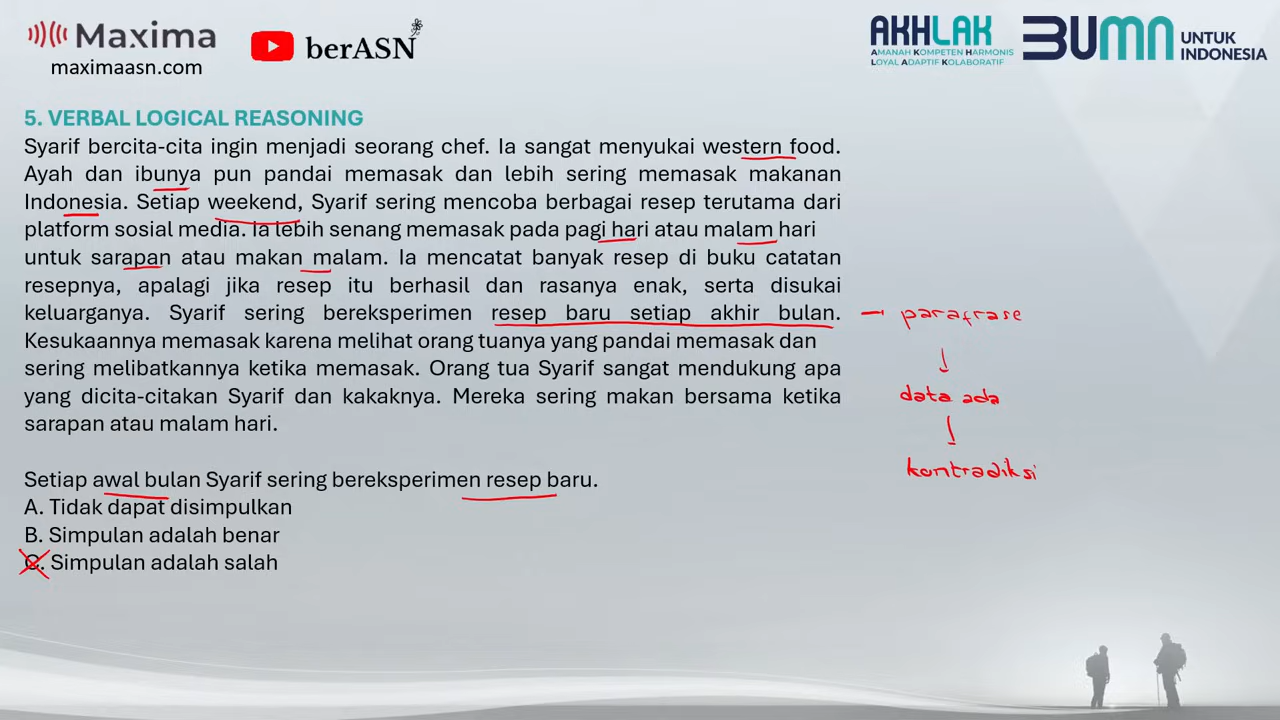 Maxima
maximaasn.com
berASN
AKHLAK
AMANAH KOMPETEN HARMONIS
LOYAL ADAPTIF KOLABORATIF
BUMN
UNTUK
INDONESIA
5. VERBAL LOGICAL REASONING
Syarif bercita-cita ingin menjadi seorang chef. Ia sangat menyukai western food.
Ayah dan ibunya pun pandai memasak dan lebih sering memasak makanan
Indonesia. Setiap weekend, Syarif sering mencoba berbagai resep terutama dari
platform sosial media. Ia lebih senang memasak pada pagi hari atau malam hari
untuk sarapan atau makan malam. Ia mencatat banyak resep di buku catatan
resepnya, apalagi jika resep itu berhasil dan rasanya enak, serta disukai
keluarganya. Syarif sering bereksperimen resep baru setiap akhir bulan.
Kesukaannya memasak karena melihat orang tuanya yang pandai memasak dan
sering melibatkannya ketika memasak. Orang tua Syarif sangat mendukung apa
yang dicita-citakan Syarif dan kakaknya. Mereka sering makan bersama ketika
sarapan atau malam hari.
parafrase
data ada
kontradiksi
Setiap awal bulan Syarif sering bereksperimen resep baru.
A. Tidak dapat disimpulkan
B. Simpulan adalah benar
C. Simpulan adalah salah